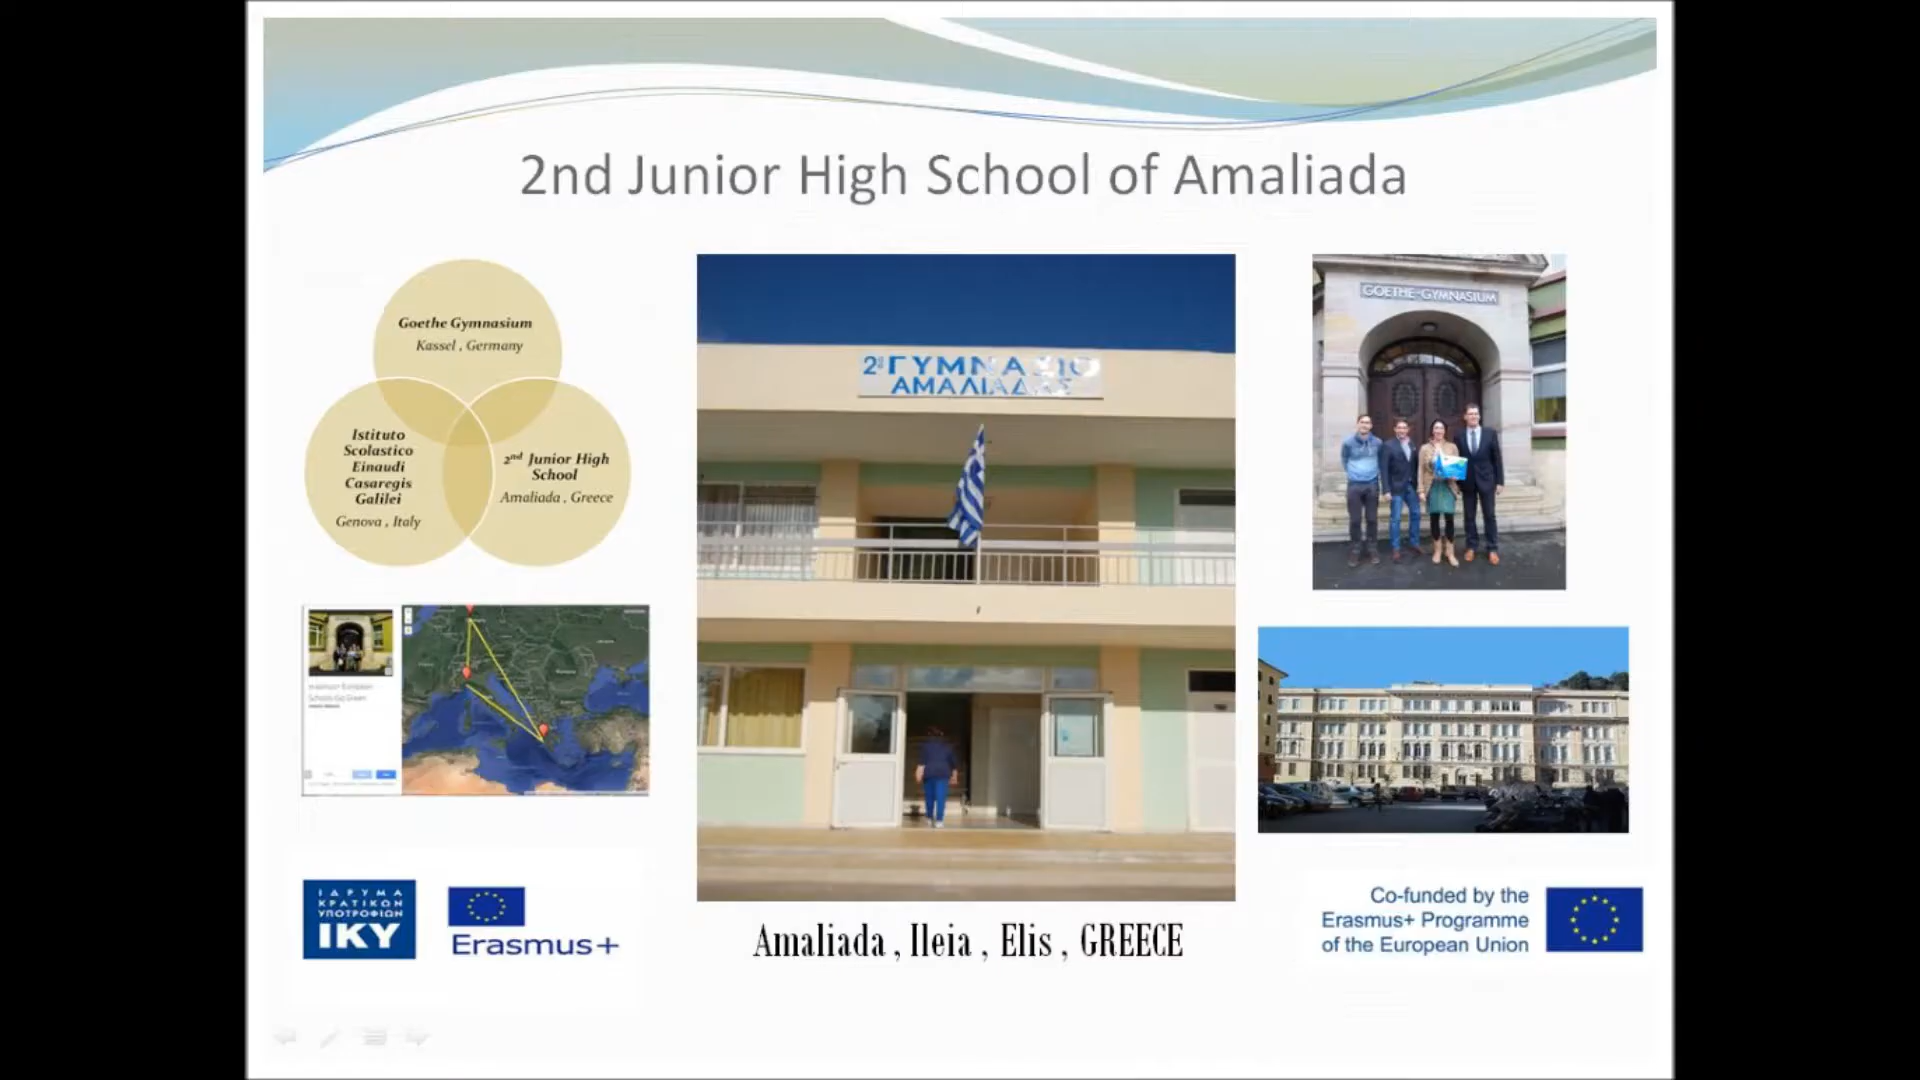 2nd Junior High School of Amaliada
Goethe Gymnasium
Kassel , Germany
Istituto
Scolastico
Einaudi
Casaregis
Galilei
Genova , Italy
2nd Junior High
School
Amaliada , Greece
2º ΓΥΜΝΑΣΙΟ
ΑΜΑΛΙΑΔΑΣ
GOETHE-GYMNASIUM
ΙΔΡΥΜΑ
ΚΡΑΤΙΚΩΝ
ΥΠΟΤΡΟΦΙΩΝ
IKY
Erasmus+
Amaliada , Ileia , Elis , GREECE
Co-funded by the
Erasmus+ Programme
of the European Union